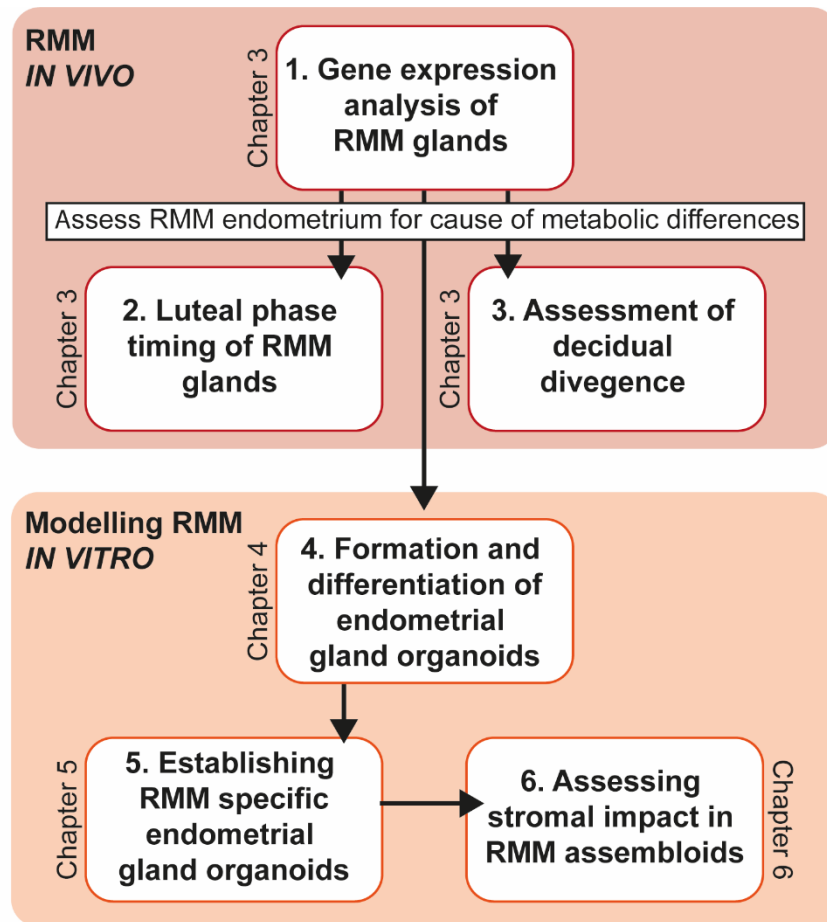 RMM
IN VIVO
Chapter 3
1. Gene expression
analysis of
RMM glands
Assess RMM endometrium for cause of metabolic differences
Chapter 3
2. Luteal phase
timing of RMM
glands
Chapter 3
3. Assessment of
decidual
divegence
Modelling RMM
IN VITRO
Chapter 4
4. Formation and
differentiation of
endometrial
gland organoids
Chapter 5
5. Establishing
RMM specific
endometrial
gland organoids
6. Assessing
stromal impact in
RMM assembloids
Chapter 6